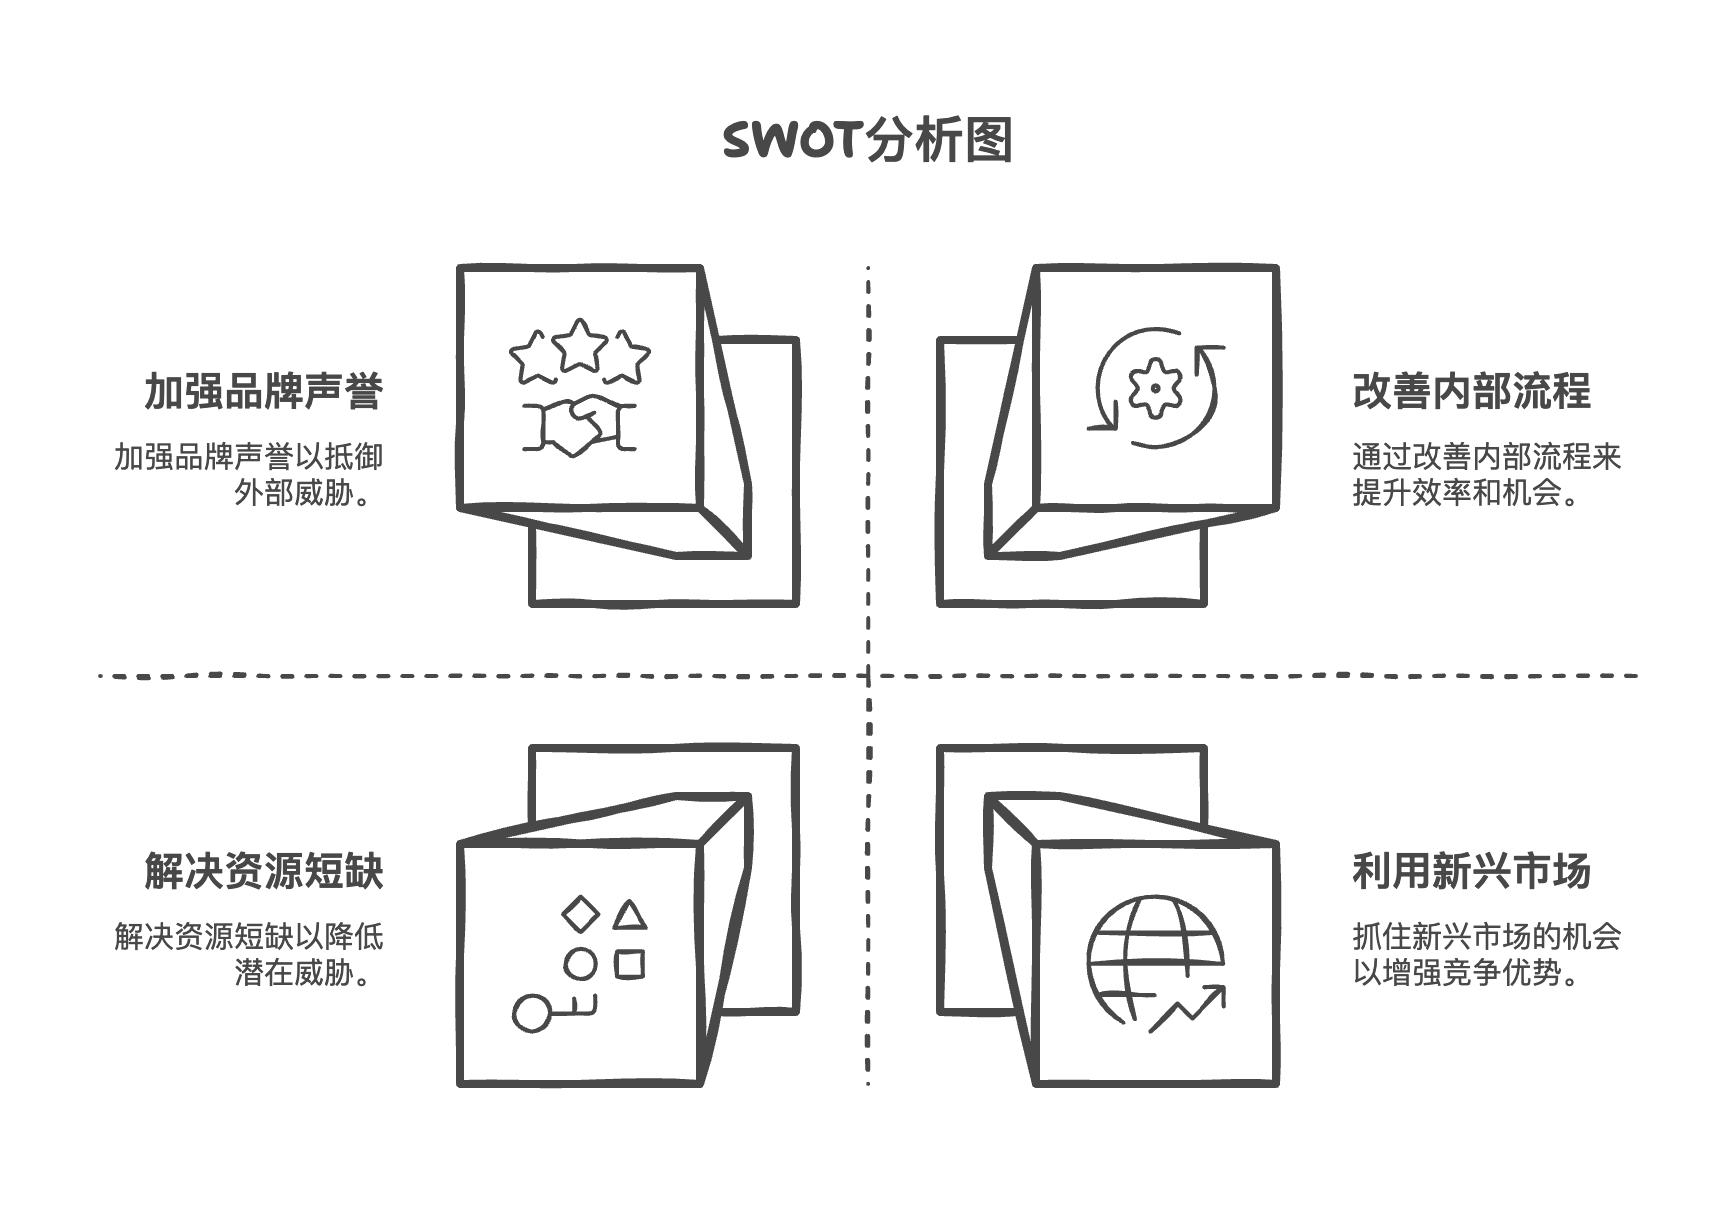 SWOT分析图
加强品牌声誉
加强品牌声誉以抵御
外部威胁。
改善内部流程
通过改善内部流程来
提升效率和机会。
解决资源短缺
解决资源短缺以降低
潜在威胁。
利用新兴市场
抓住新兴市场的机会
以增强竞争优势。